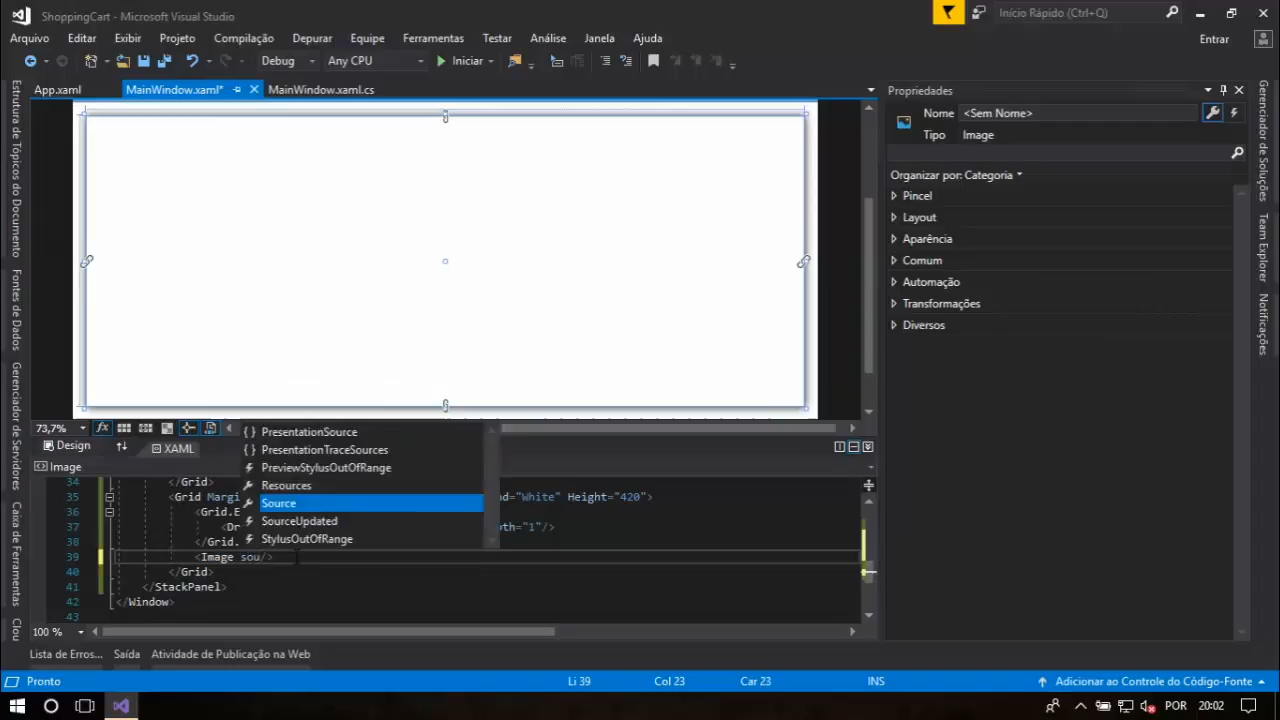 ShoppingCart - Microsoft Visual Studio
Início Rápido (Ctrl+Q)
Arquivo Editar Exibir Projeto Compilação Depurar Equipe Ferramentas Testar Análise Janela Ajuda
Entrar
Debug Any CPU Iniciar
App.xaml MainWindow.xaml* MainWindow.xaml.cs
Propriedades
Nome <Sem Nome>
Tipo Image
Organizar por: Categoria
Pincel
Layout
Aparência
Comum
Automação
Transformações
Diversos
Estrutura de Tópicos do Documento
Fontes de Dados
Gerenciador de Servidores
Caixa de Ferramentas
Clou
Gerenciador de Soluções
Team Explorer
Notificações
73,7%
Design XAML
Image
PresentationSource
PresentationTraceSources
PreviewStylusOutOfRange
Resources
Source
SourceUpdated
StylusOutOfRange
34 </Grid>
35 <Grid Margi nd="White" Height="420">
36 <Grid.E
37 <Dr pth="1"/>
38 </Grid.
39 <Image sou/>
40 </Grid>
41 </StackPanel>
42 </Window>
43
100 %
Lista de Erros... Saída Atividade de Publicação na Web
Pronto Li 39 Col 23 Car 23 INS Adicionar ao Controle do Código-Fonte
POR 20:02